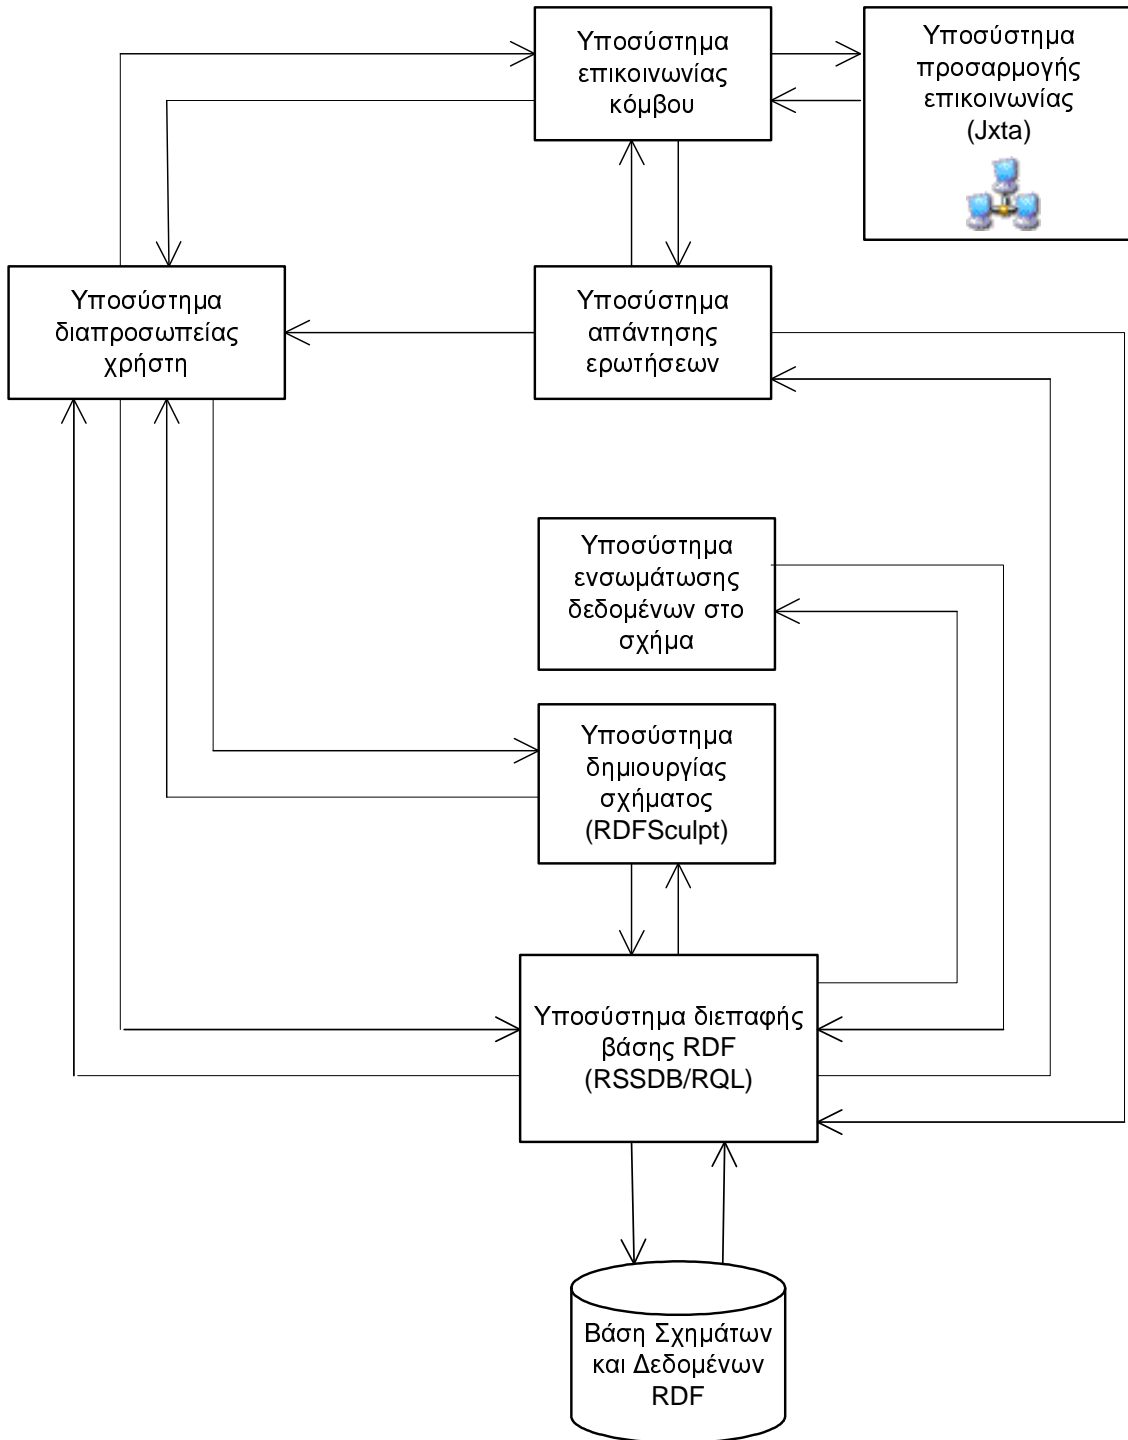 Υποσύστημα
επικοινωνίας
κόμβου
Υποσύστημα
προσαρμογής
επικοινωνίας
(Jxta)
Υποσύστημα
διαπροσωπείας
χρήστη
Υποσύστημα
απάντησης
ερωτήσεων
Υποσύστημα
ενσωμάτωσης
δεδομένων στο
σχήμα
Υποσύστημα
δημιουργίας
σχήματος
(RDFSculpt)
Υποσύστημα διεπαφής
βάσης RDF
(RSSDB/RQL)
Βάση Σχημάτων
και Δεδομένων
RDF